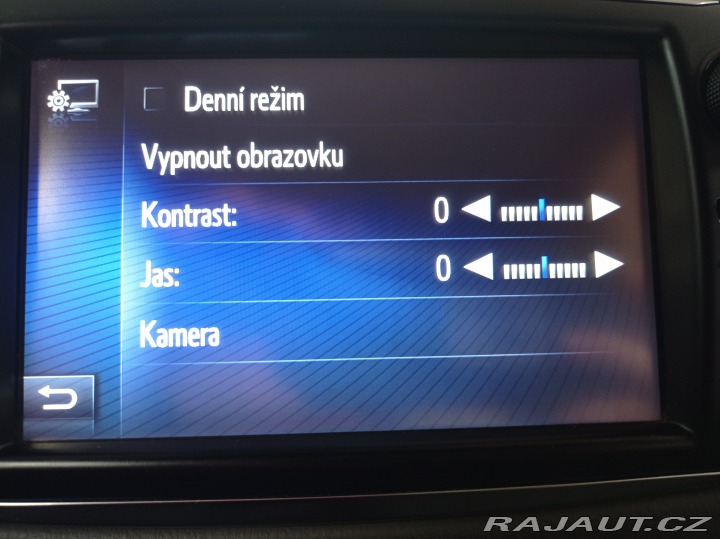 Denní režim
Vypnout obrazovku
Kontrast: 0
Jas: 0
Kamera
RAJAUT.CZ